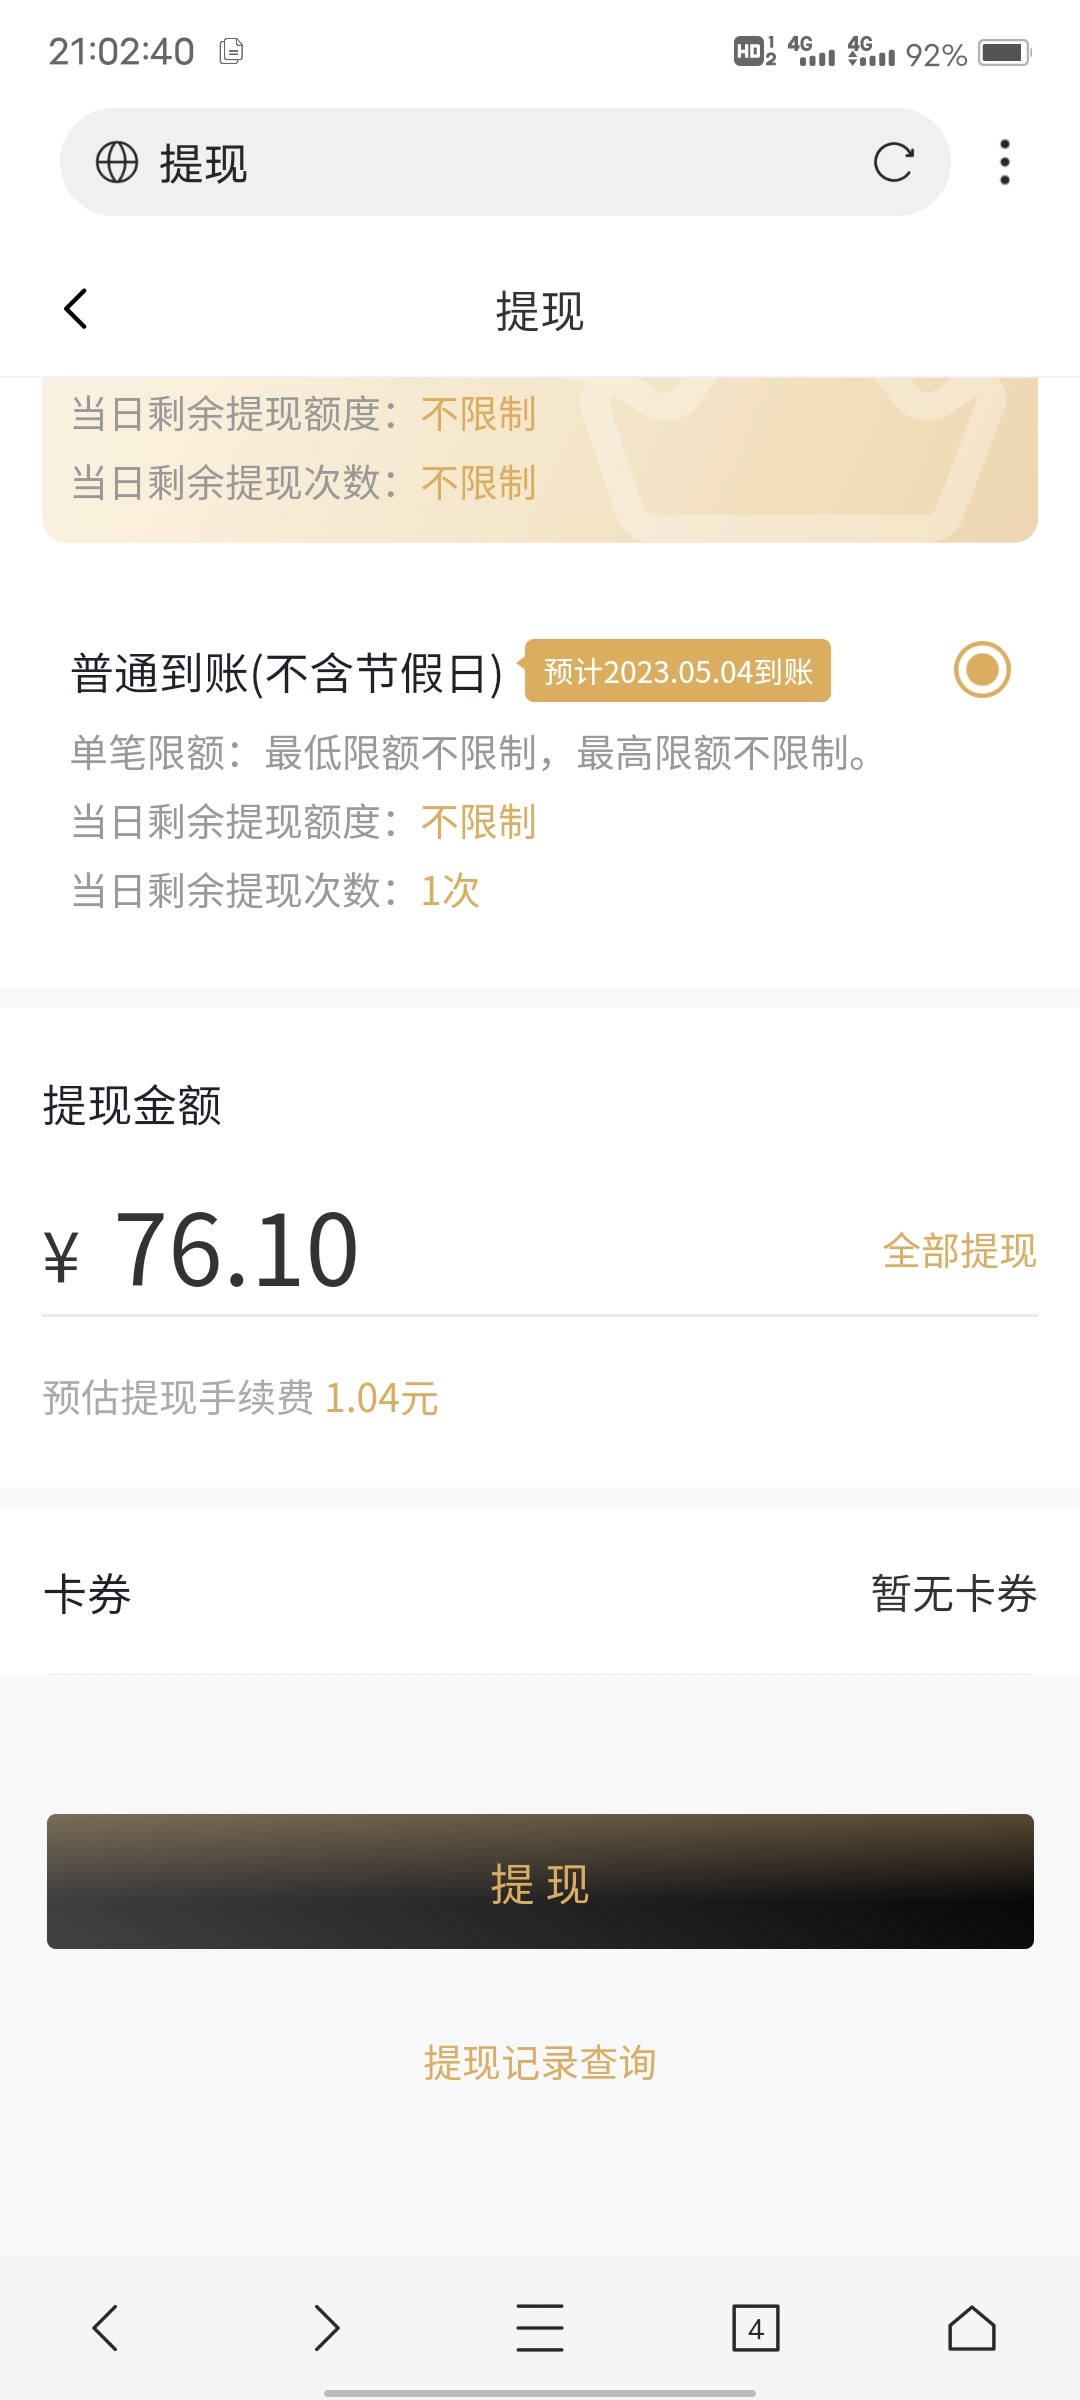 21:02:40 HD 1 2 4G 4G 92%
提现
提现
当日剩余提现额度：不限制
当日剩余提现次数：不限制
普通到账(不含节假日) 预计2023.05.04到账
单笔限额：最低限额不限制，最高限额不限制。
当日剩余提现额度：不限制
当日剩余提现次数：1次
提现金额
¥ 76.10 全部提现
预估提现手续费 1.04元
卡券 暂无卡券
提 现
提现记录查询
4